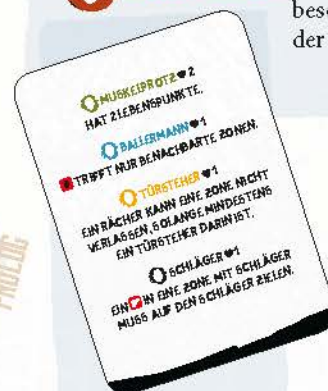 besc
der
MUSKELPROTZ ♥ 2
HAT 2 LEBENSPUNKTE.
BALLERMANN ♥ 1
TRIFFT NUR BENACHBARTE ZONEN.
TÜRSTEHER ♥ 1
EIN RÄCHER KANN EINE ZONE NICHT
VERLASSEN, SOLANGE MINDESTENS
EIN TÜRSTEHER DARIN IST.
SCHLÄGER ♥ 1
EIN IN EINE ZONE MIT SCHLÄGER
MUSS AUF DEN SCHLÄGER ZIELEN.
PROLOG